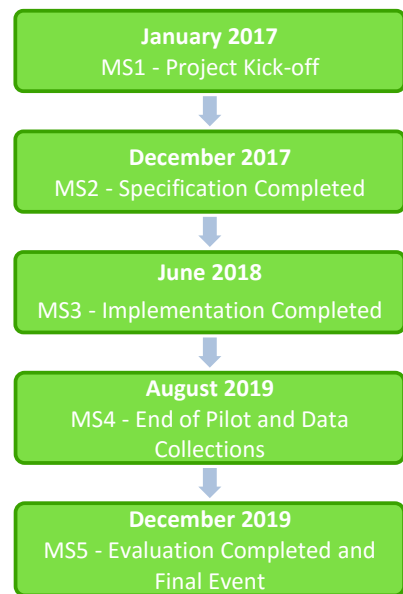 January 2017
MS1 - Project Kick-off
December 2017
MS2 - Specification Completed
June 2018
MS3 - Implementation Completed
August 2019
MS4 - End of Pilot and Data
Collections
December 2019
MS5 - Evaluation Completed and
Final Event